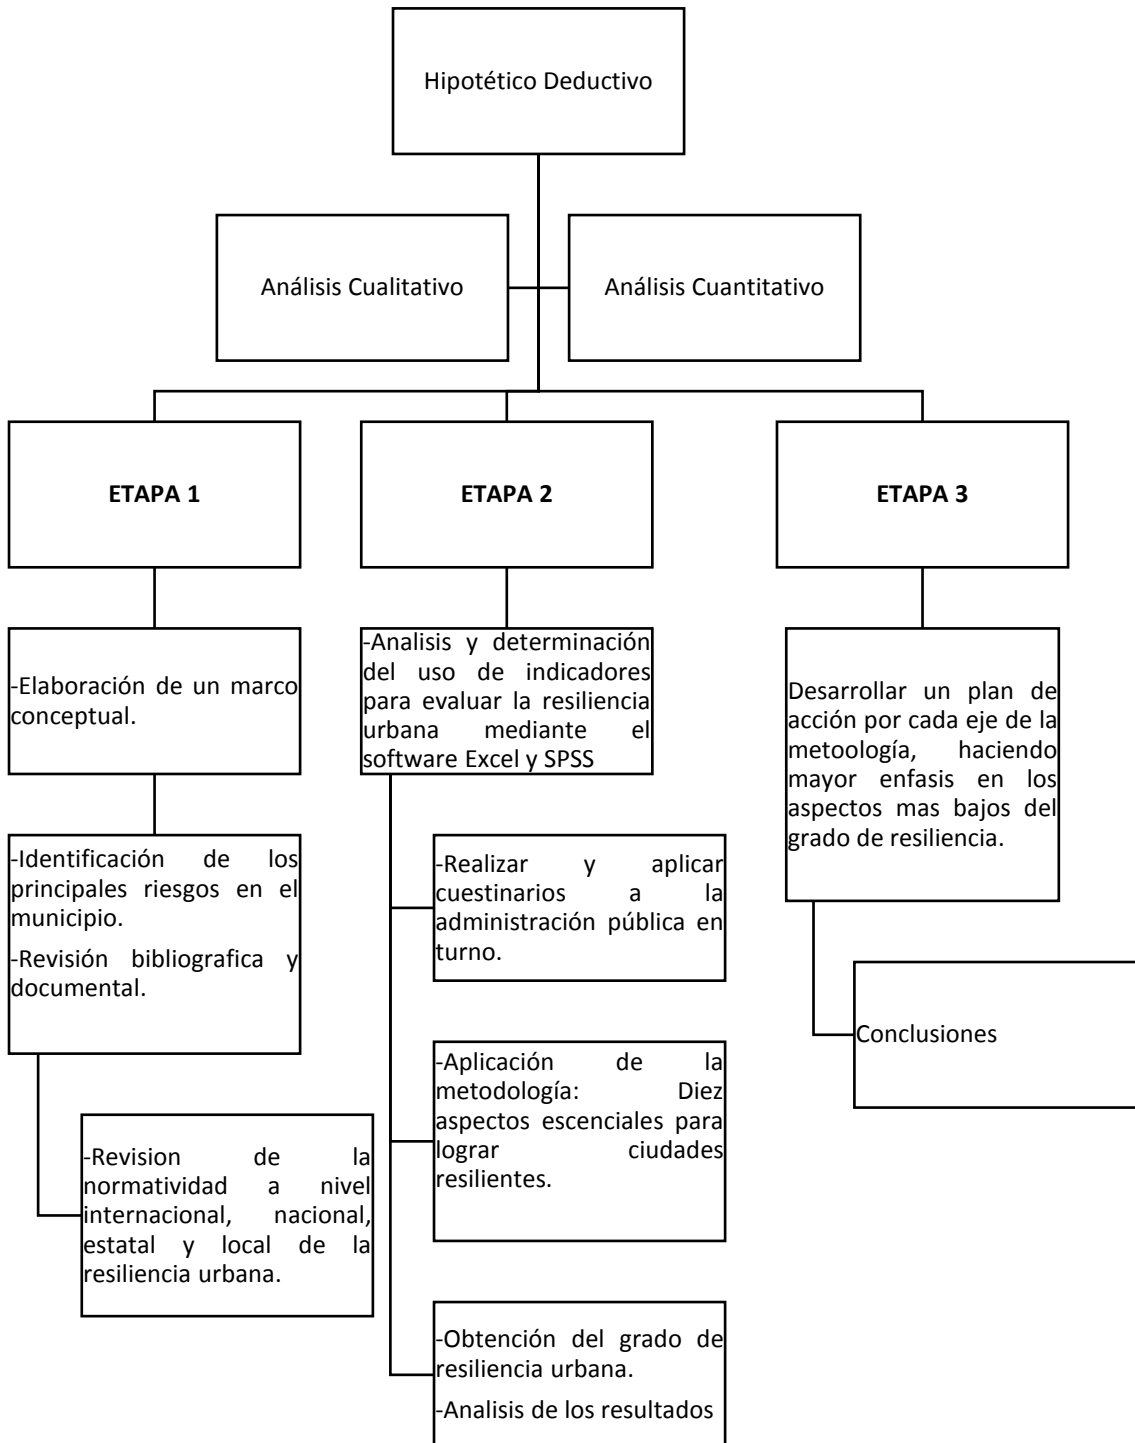 Hipotético Deductivo
Análisis Cualitativo
Análisis Cuantitativo
ETAPA 1
-Elaboración de un marco
conceptual.
-Identificación de los
principales riesgos en el
municipio.
-Revisión bibliografica y
documental.
-Revision de la
normatividad a nivel
internacional, nacional,
estatal y local de la
resiliencia urbana.
ETAPA 2
-Analisis y determinación
del uso de indicadores
para evaluar la resiliencia
urbana mediante el
software Excel y SPSS
-Realizar y aplicar
cuestinarios a la
administración pública en
turno.
-Aplicación de la
metodología: Diez
aspectos escenciales para
lograr ciudades
resilientes.
-Obtención del grado de
resiliencia urbana.
-Analisis de los resultados
ETAPA 3
Desarrollar un plan de
acción por cada eje de la
metoología, haciendo
mayor enfasis en los
aspectos mas bajos del
grado de resiliencia.
Conclusiones